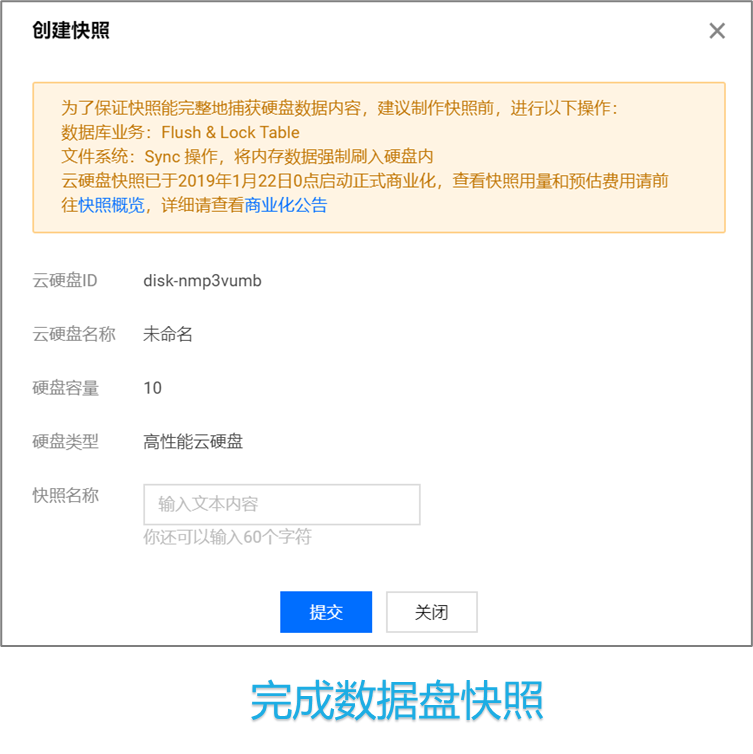 创建快照
为了保证快照能完整地捕获硬盘数据内容，建议制作快照前，进行以下操作：
数据库业务：Flush & Lock Table
文件系统：Sync 操作，将内存数据强制刷入硬盘内
云硬盘快照已于2019年1月22日0点启动正式商业化，查看快照用量和预估费用请前
往快照概览，详细请查看商业化公告
云硬盘ID disk-nmp3vumb
云硬盘名称 未命名
硬盘容量 10
硬盘类型 高性能云硬盘
快照名称 输入文本内容
你还可以输入60个字符
提交 关闭
完成数据盘快照